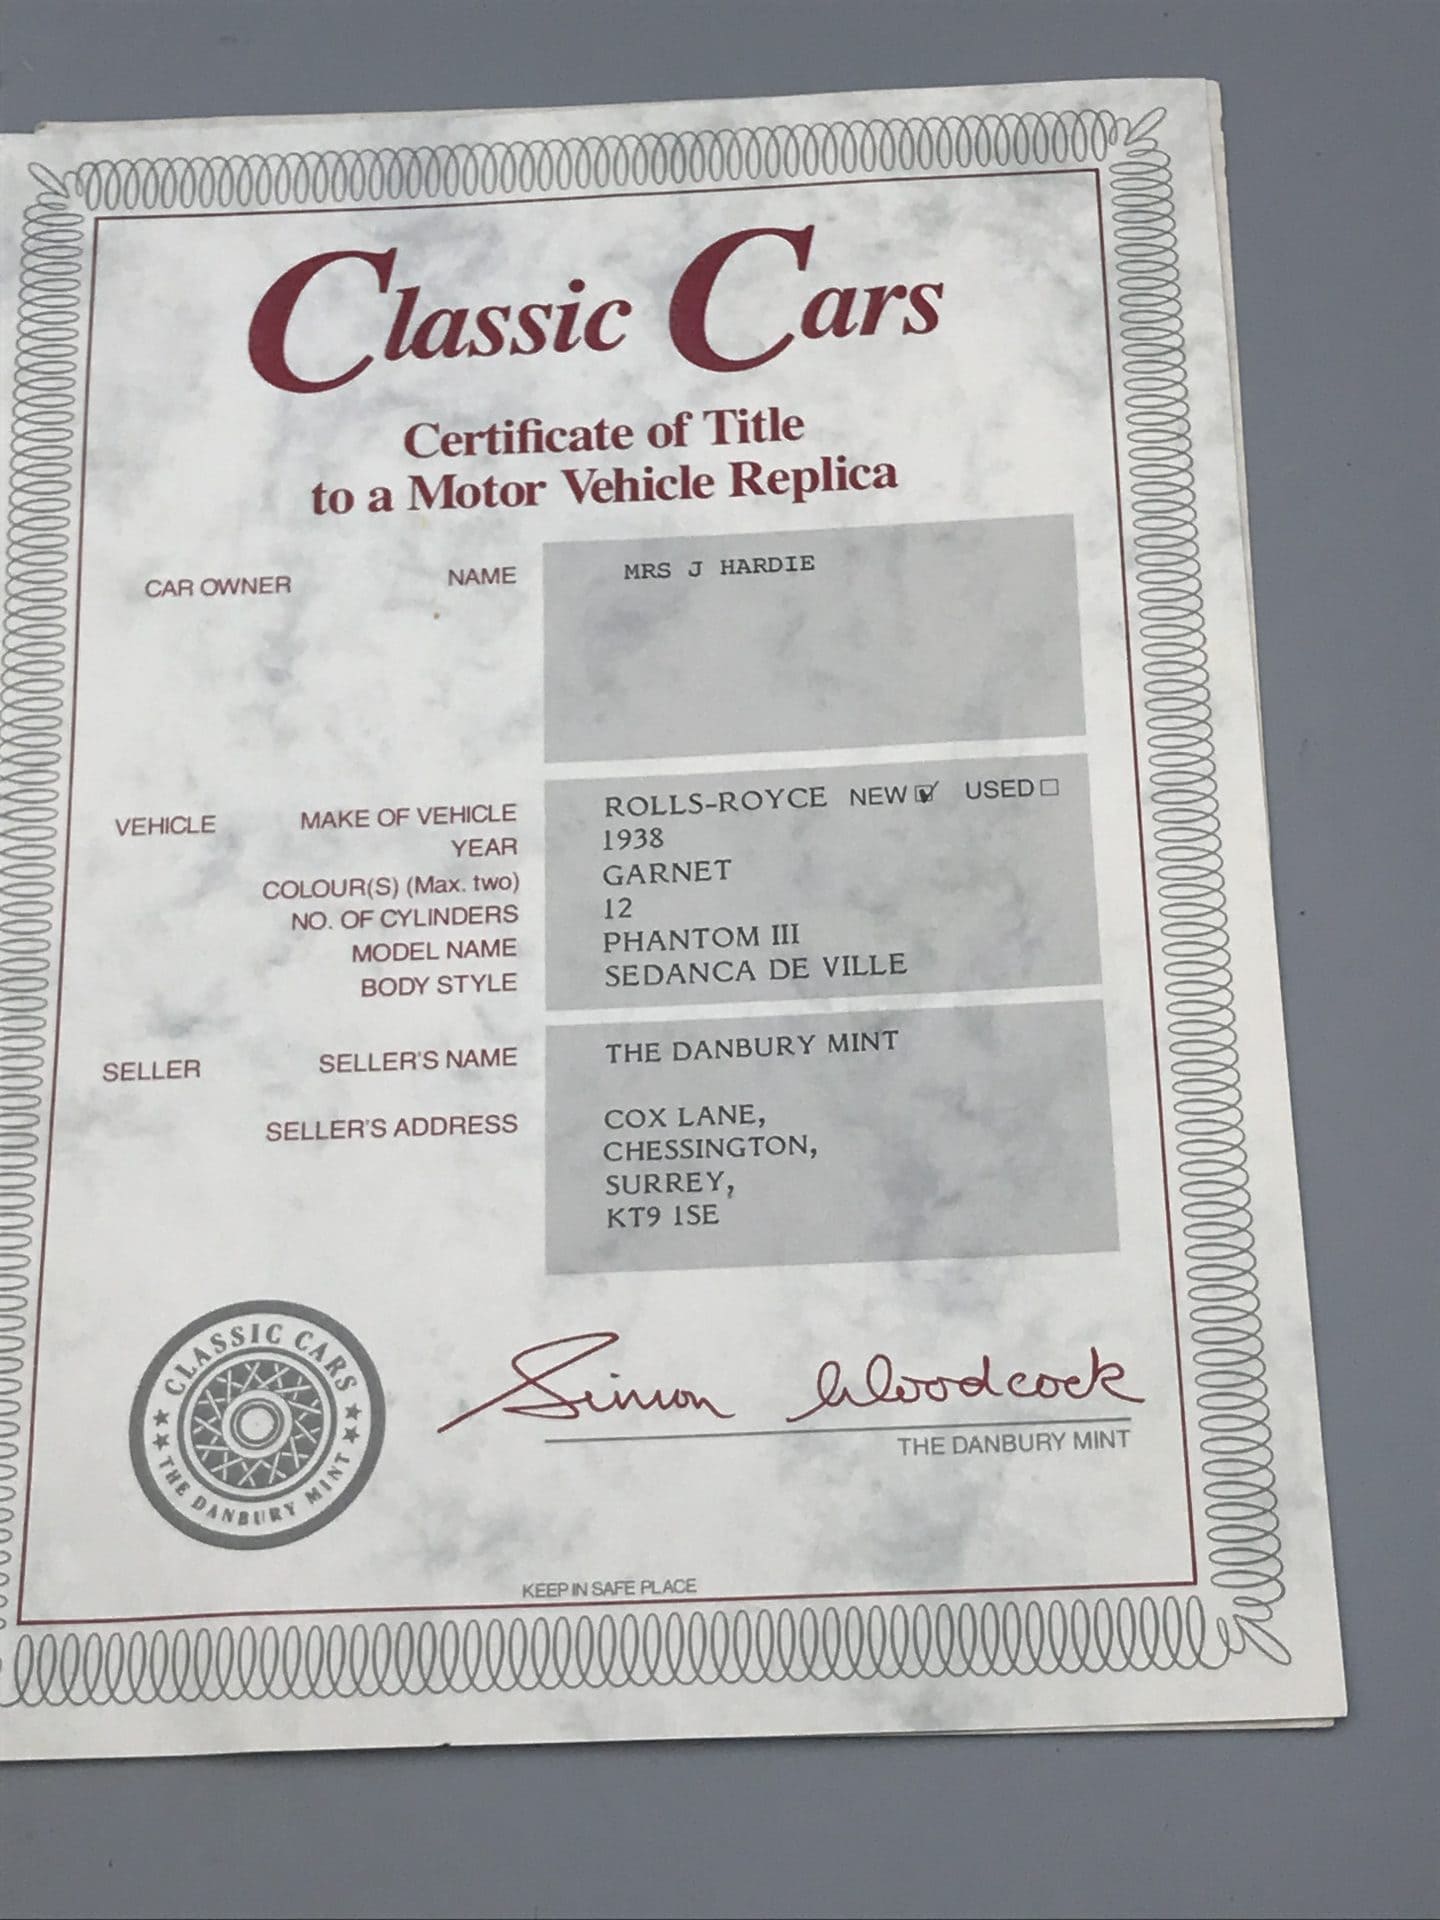 Classic Cars
Certificate of Title
to a Motor Vehicle Replica
CAR OWNER NAME MRS J HARDIE
VEHICLE MAKE OF VEHICLE ROLLS-ROYCE NEW USED
YEAR 1938
COLOUR(S) (Max. two) GARNET
NO. OF CYLINDERS 12
MODEL NAME PHANTOM III
BODY STYLE SEDANCA DE VILLE
SELLER SELLER'S NAME THE DANBURY MINT
SELLER'S ADDRESS COX LANE,
CHESSINGTON,
SURREY,
KT9 1SE
CLASSIC CARS
THE DANBURY MINT
Simon Woodcock
THE DANBURY MINT
KEEP IN SAFE PLACE